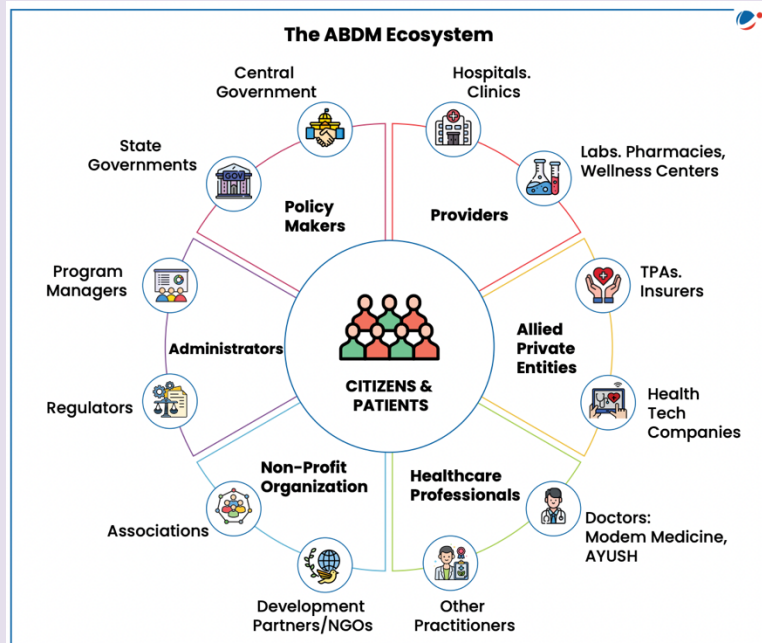 The ABDM Ecosystem
Central
Government
Hospitals.
Clinics
State
Governments
Labs. Pharmacies,
Wellness Centers
GOV
Policy
Makers
Providers
Program
Managers
TPAs.
Insurers
Administrators
Allied
Private
Entities
CITIZENS &
PATIENTS
Regulators
Health
Tech
Companies
Non-Profit
Organization
Healthcare
Professionals
Associations
Doctors:
Modem Medicine,
AYUSH
Development
Partners/NGOs
Other
Practitioners